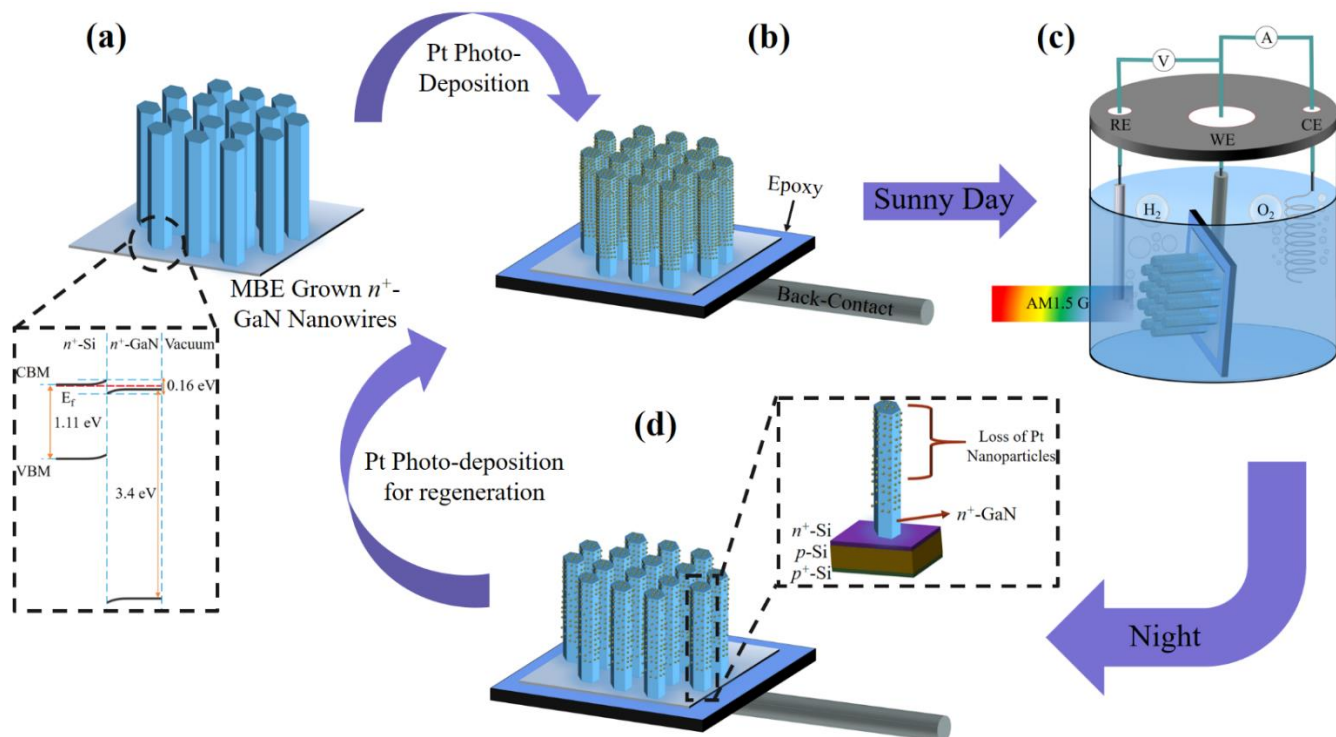 (a)
Pt Photo-
Deposition
(b)
(c)
A
V
RE
WE
CE
Epoxy
Sunny Day
H₂
O₂
Back-Contact
AM1.5 G
MBE Grown n⁺-
GaN Nanowires
n⁺-Si
n⁺-GaN
Vacuum
CBM
0.16 eV
E_f
1.11 eV
VBM
3.4 eV
Pt Photo-deposition
for regeneration
(d)
Loss of Pt
Nanoparticles
n⁺-GaN
n⁺-Si
p-Si
p⁺-Si
Night